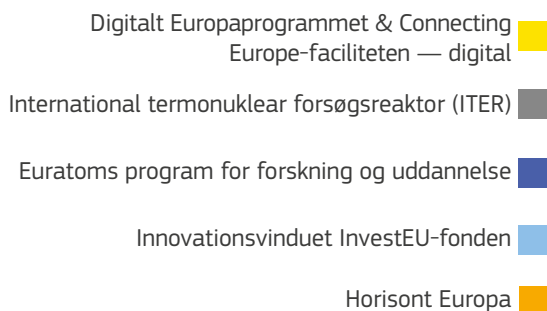 Digitalt Europaprogrammet & Connecting
Europe-faciliteten — digital
International termonuklear forsøgsreaktor (ITER)
Euratoms program for forskning og uddannelse
Innovationsvinduet InvestEU-fonden
Horisont Europa